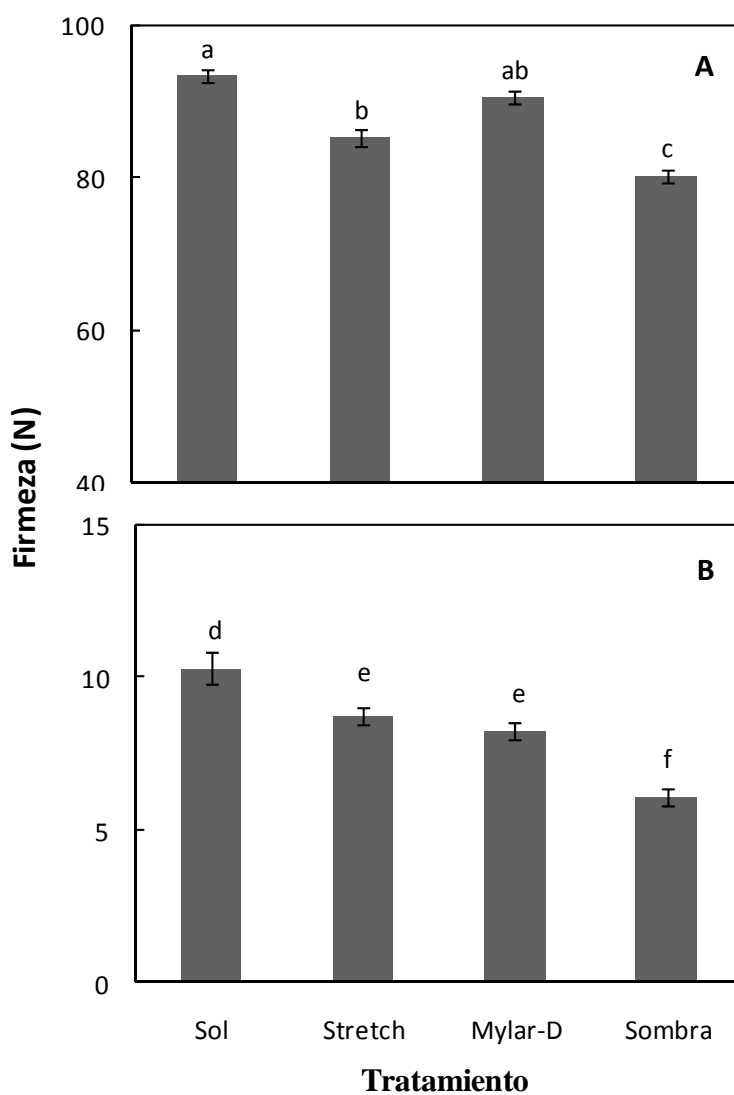 100
a
A
ab
b
80
c
60
40
Firmeza (N)
15
B
d
10
e
e
f
5
0
Sol Stretch Mylar-D Sombra
Tratamiento